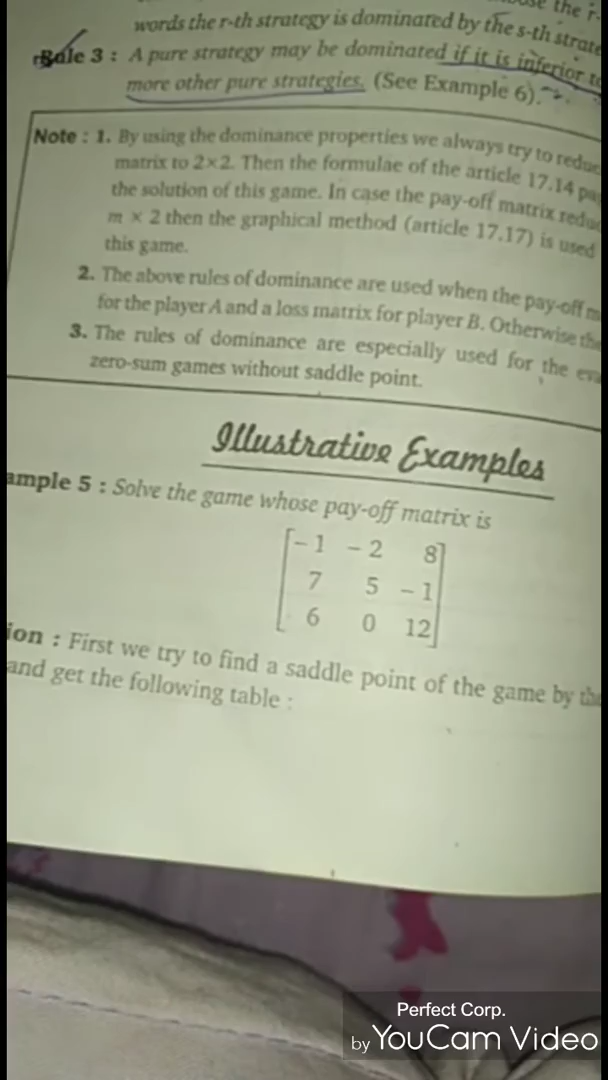 words the r-th strategy is dominated by the s-th
Rule 3 : A pure strategy may be dominated if it is inferior
more other pure strategies. (See Example 6).
Note : 1. By using the dominance properties we always try to
matrix to 2×2. Then the formulae of the article 17.14
the solution of this game. In case the pay-off matrix
m × 2 then the graphical method (article 17.17) is used
this game.
2. The above rules of dominance are used when the pay-off
for the player A and a loss matrix for player B. Otherwise
3. The rules of dominance are especially used for the
zero-sum games without saddle point.
Illustrative Examples
ample 5 : Solve the game whose pay-off matrix is
- 1 - 2 8
7 5 - 1
6 0 12
ion : First we try to find a saddle point of the game by
and get the following table :
Perfect Corp.
by YouCam Video